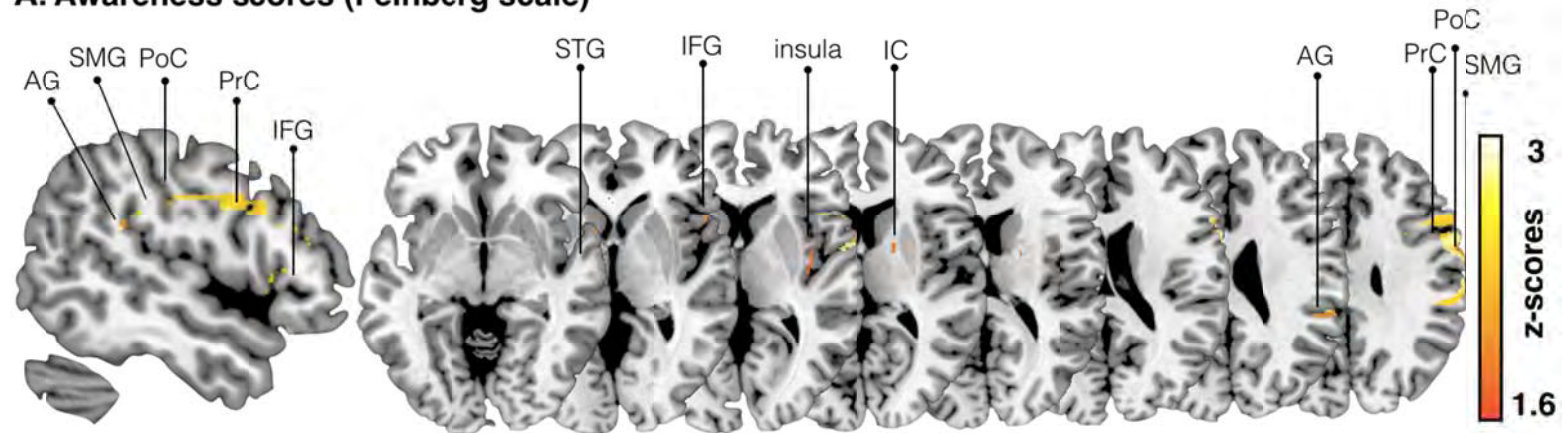 A. Awareness scores (Feinberg scale)
AG
SMG
PoC
PrC
IFG
STG
IFG
insula
IC
AG
PrC
PoC
SMG
3
z-scores
1.6